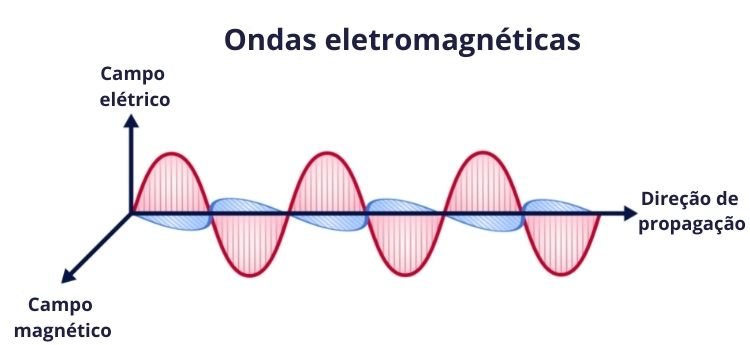 Ondas eletromagnéticas
Campo
elétrico
Direção de
propagação
Campo
magnético